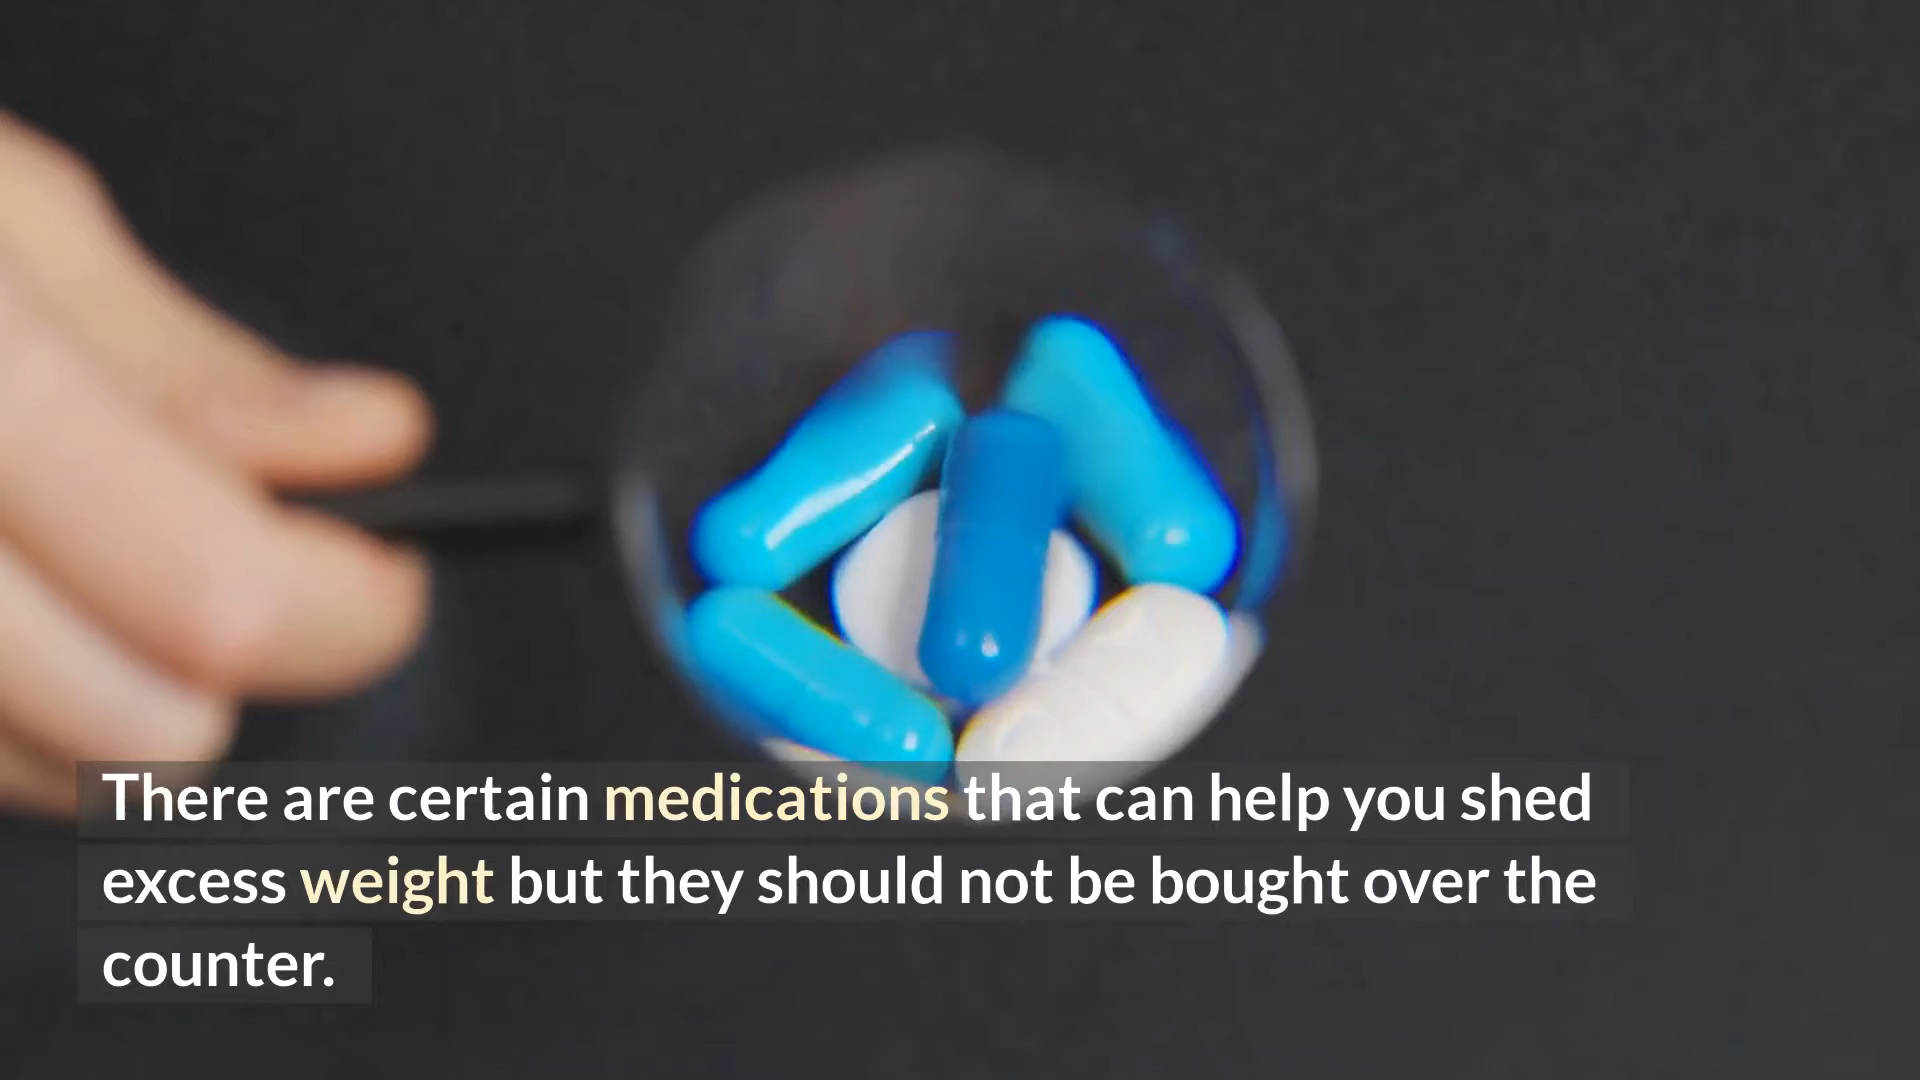 There are certain medications that can help you shed
excess weight but they should not be bought over the
counter.